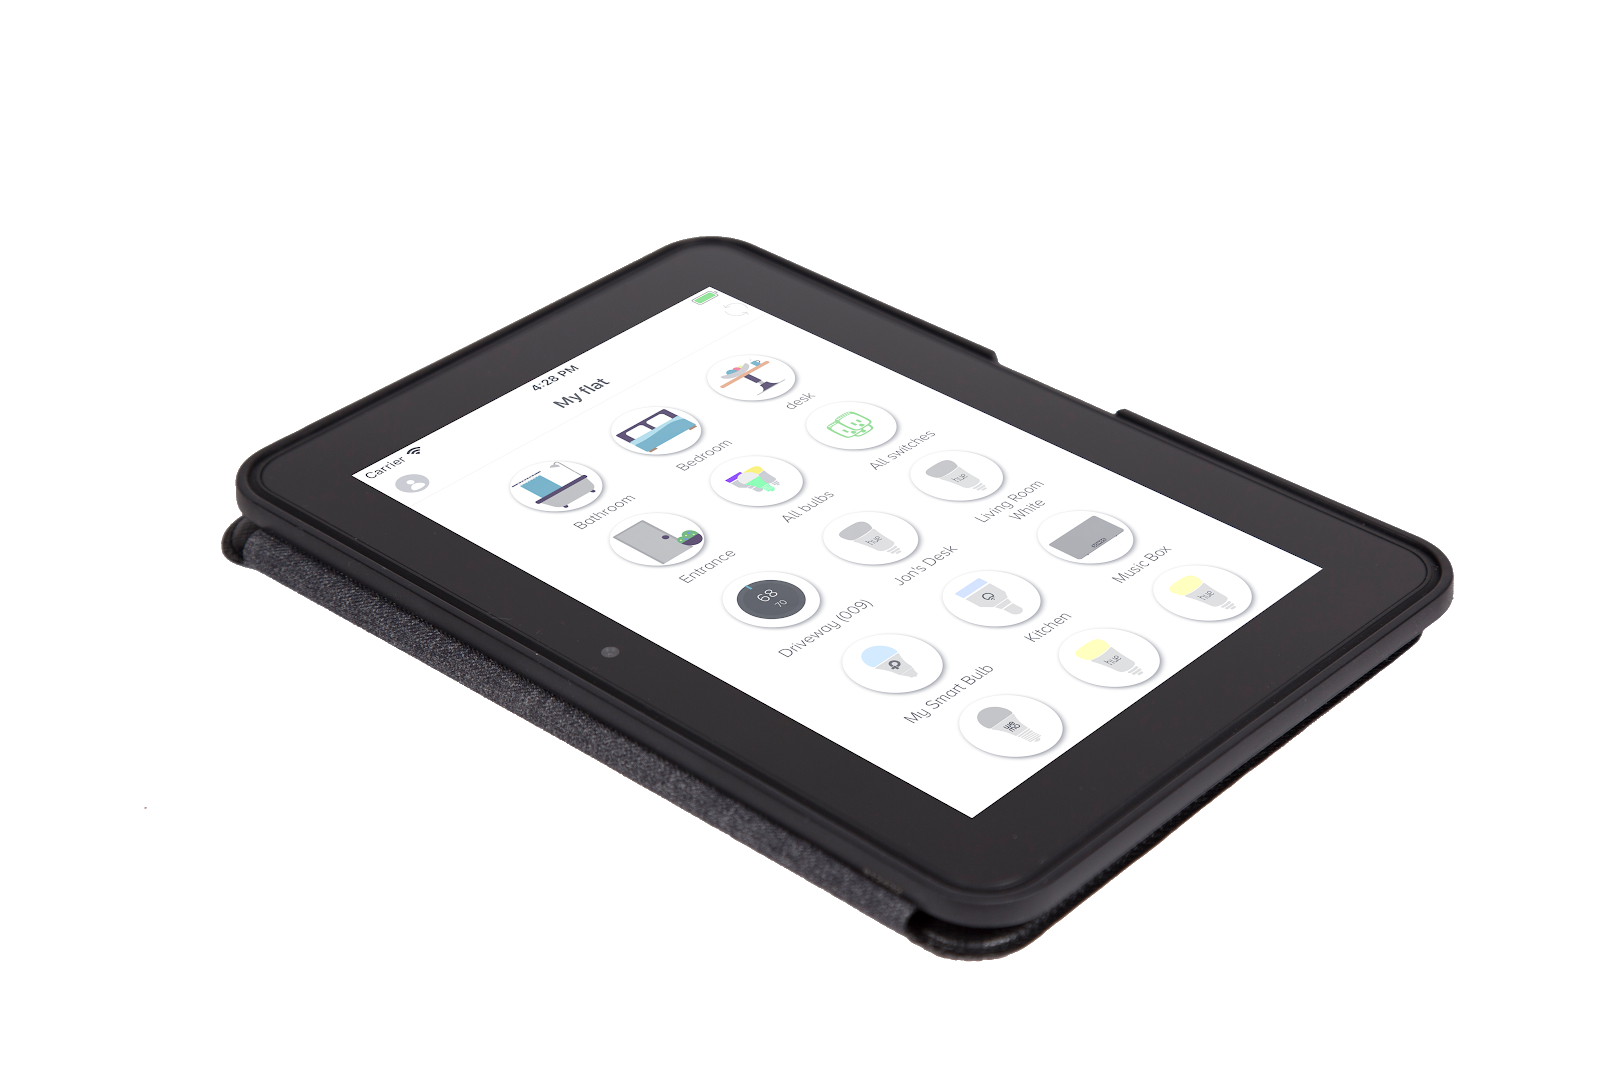 Carrier
4:28 PM
My flat
Bathroom
Bedroom
desk
Entrance
All bulbs
All switches
68
70
Driveway (009)
hue
Jon's Desk
hue
Living Room
White
My Smart Bulb
Kitchen
Music Box
hue
hue